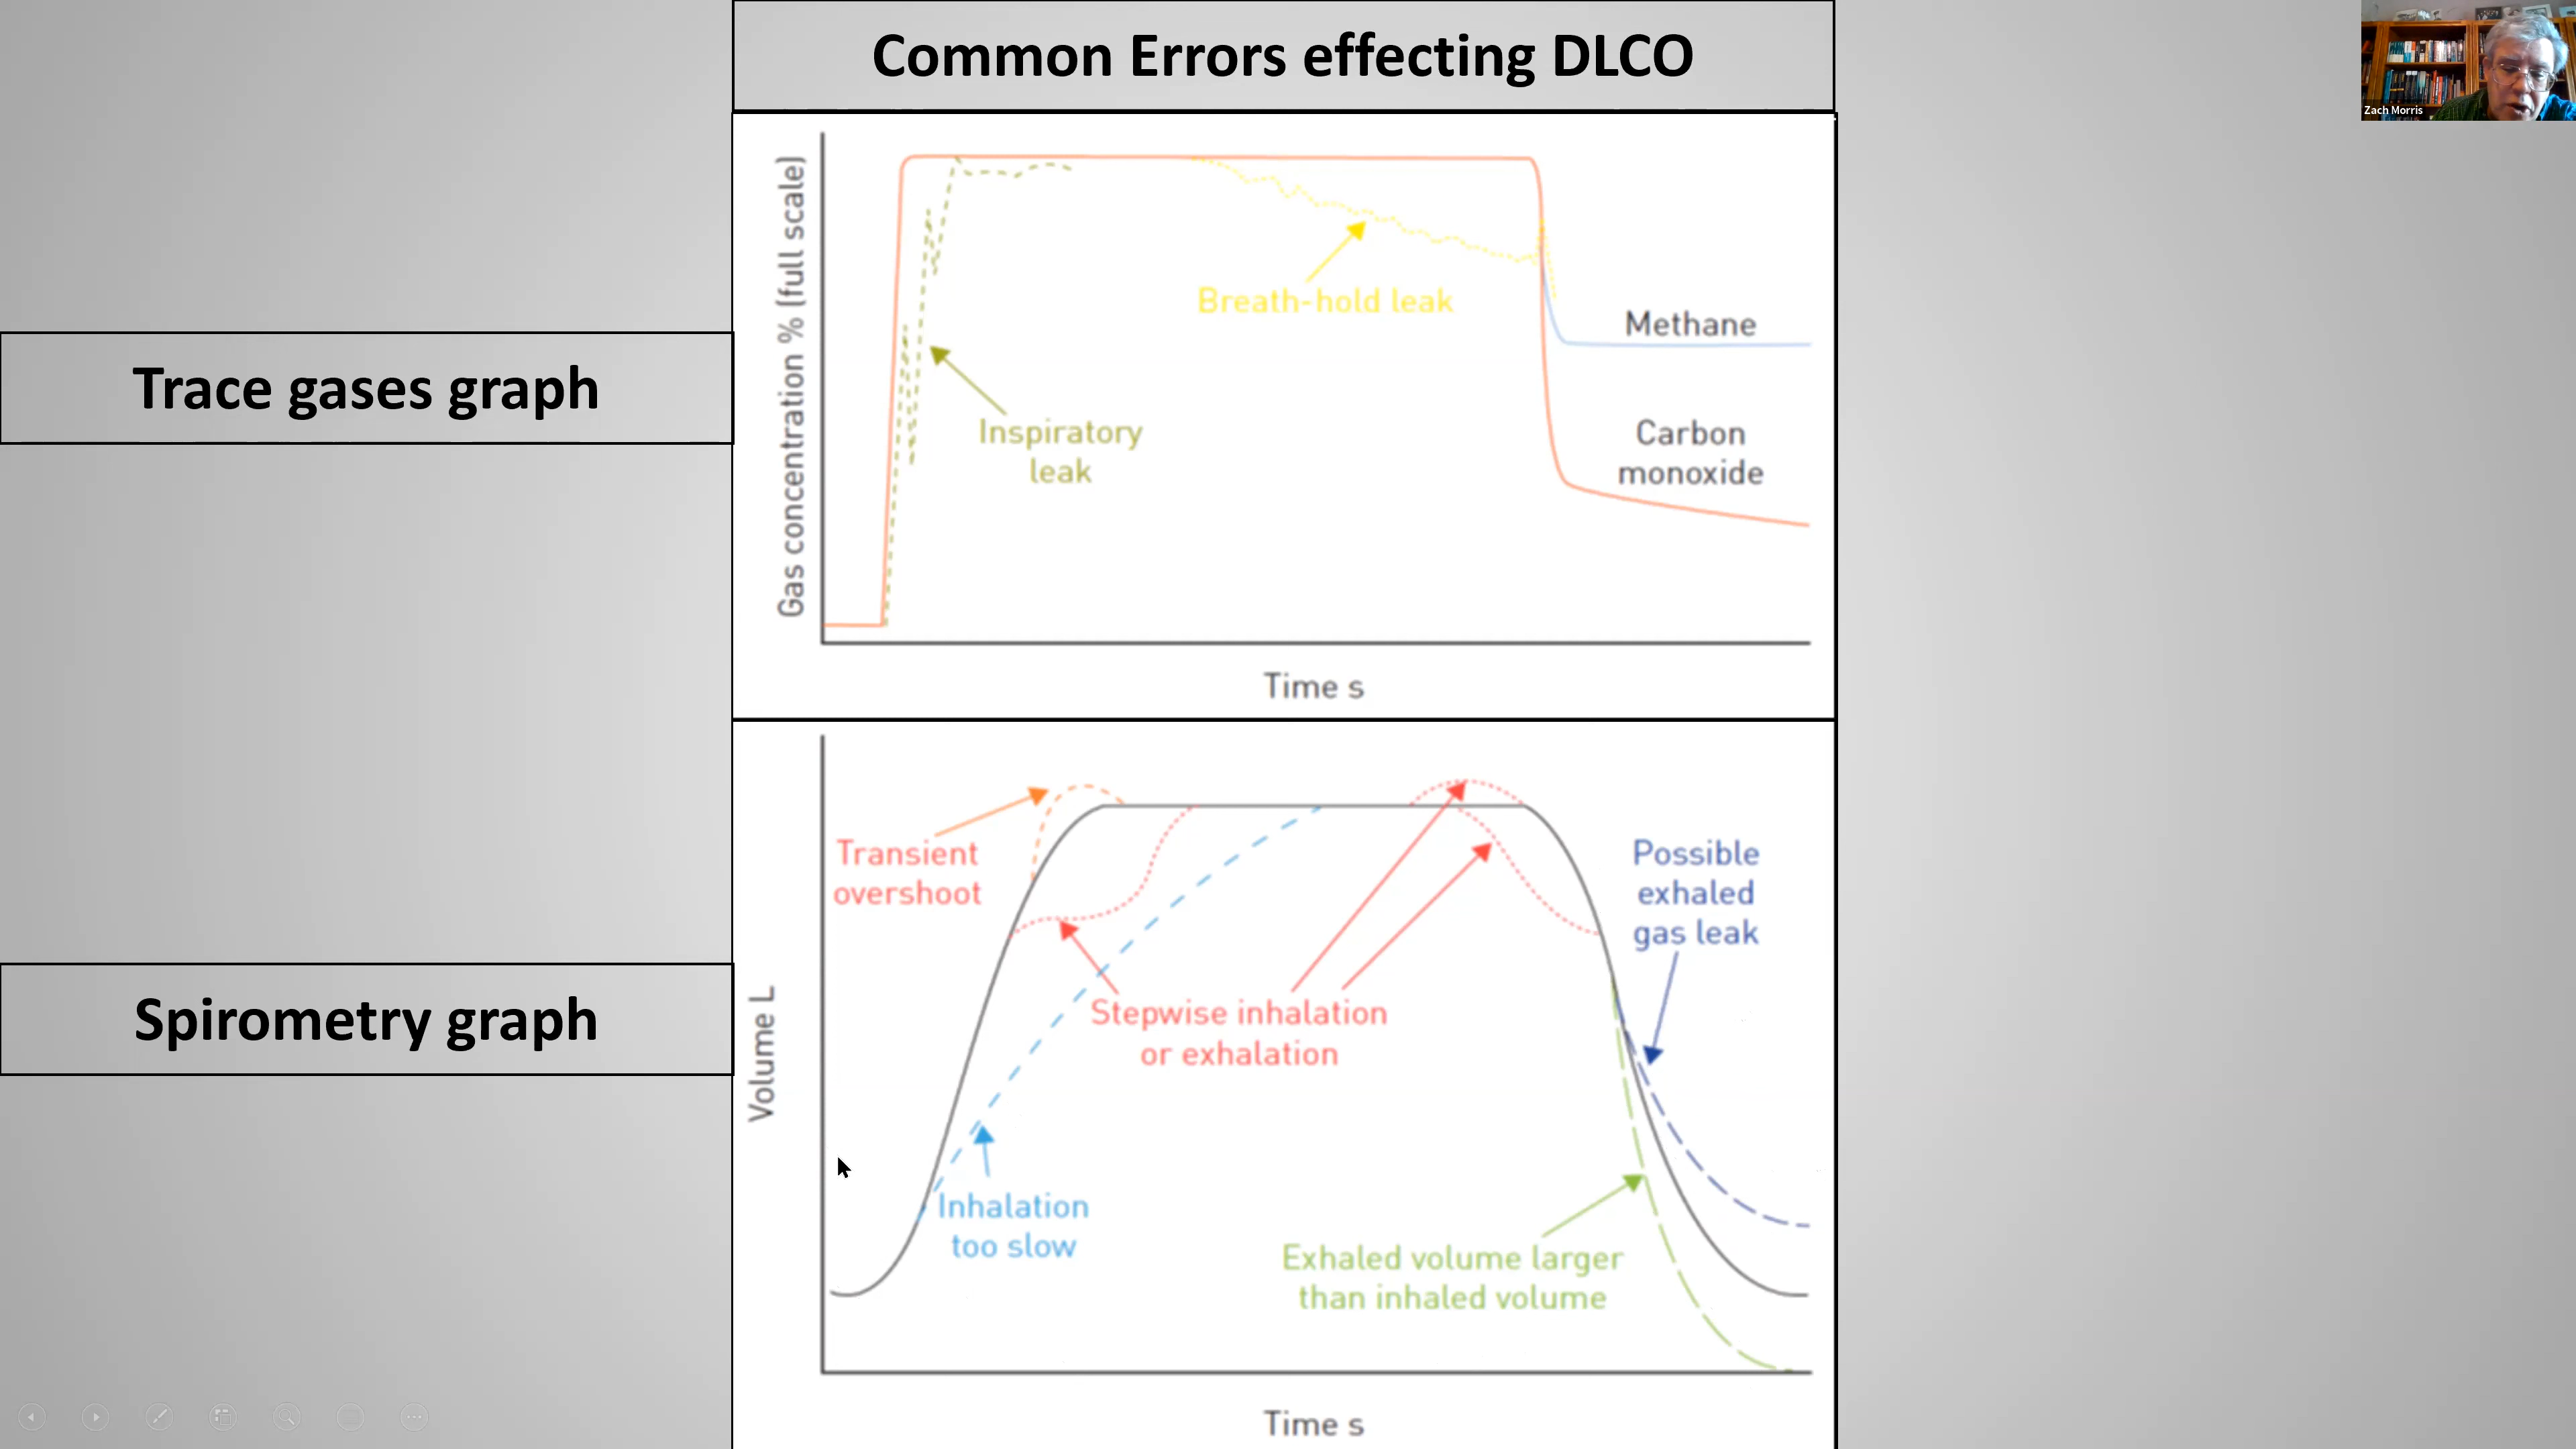 Common Errors effecting DLCO
Zach Morris
Trace gases graph
Gas concentration % (full scale)
Breath-hold leak
Inspiratory
leak
Methane
Carbon
monoxide
Time s
Spirometry graph
Volume L
Transient
overshoot
Stepwise inhalation
or exhalation
Possible
exhaled
gas leak
Inhalation
too slow
Exhaled volume larger
than inhaled volume
Time s